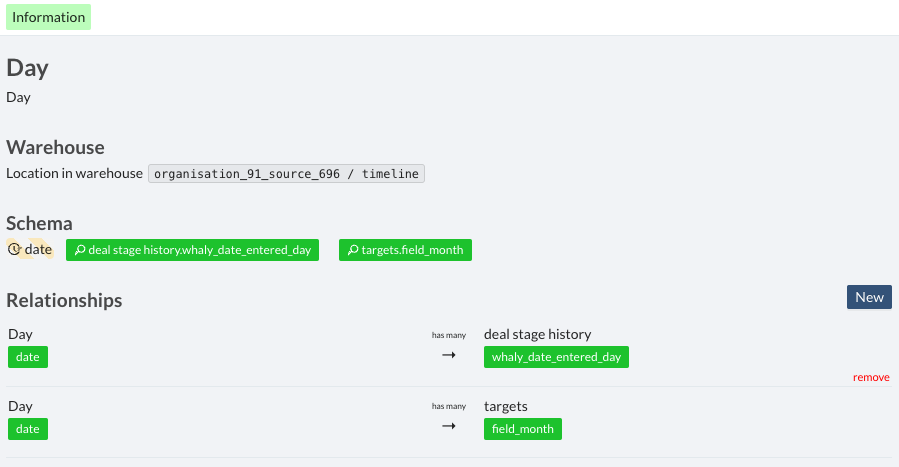 Information
Day
Day
Warehouse
Location in warehouse organisation_91_source_696 / timeline
Schema
date deal stage history.whaly_date_entered_day targets.field_month
Relationships New
Day has many deal stage history
date → whaly_date_entered_day
remove
Day has many targets
date → field_month